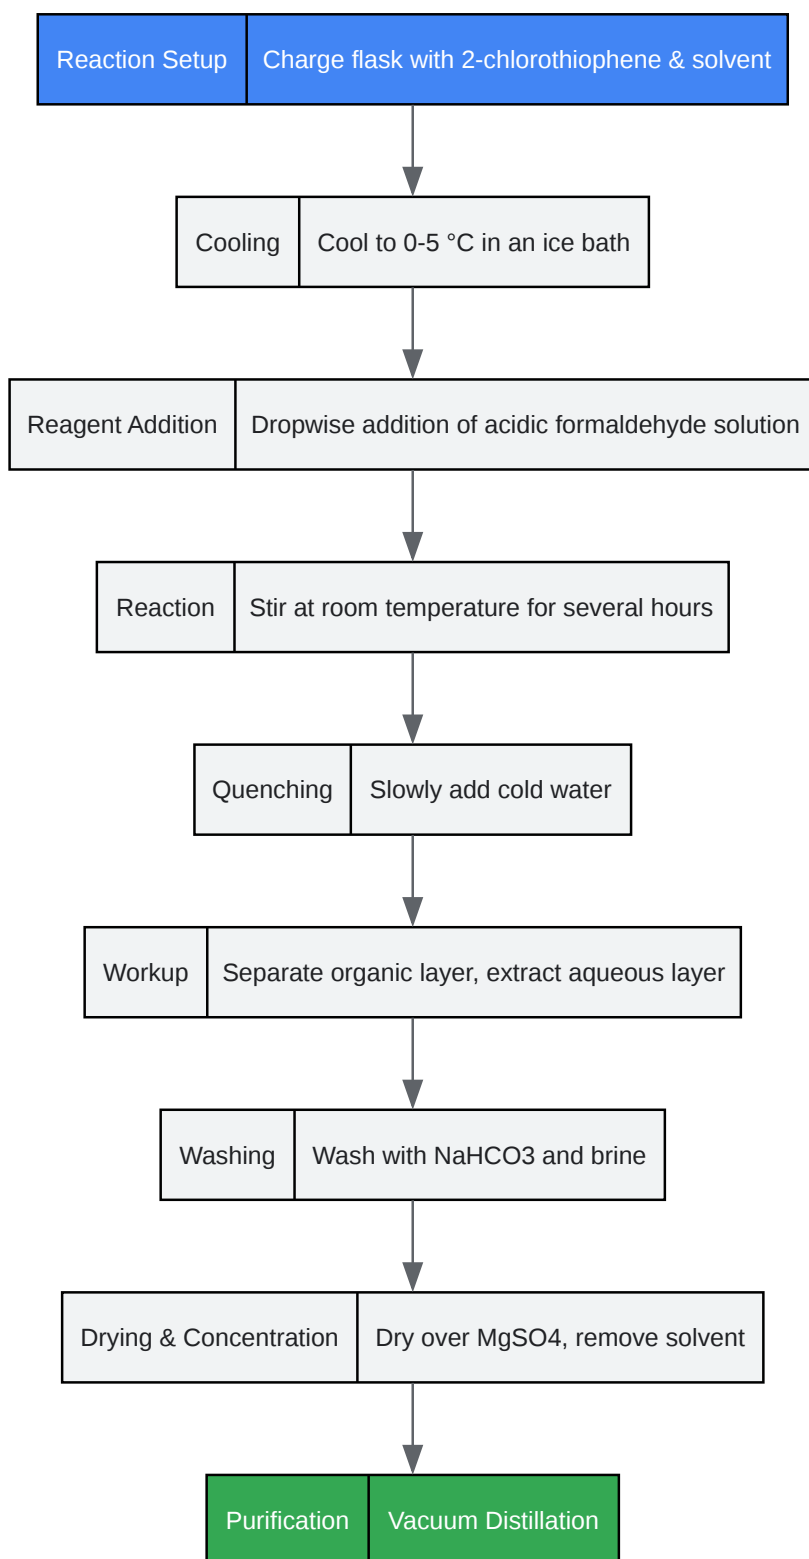 Reaction Setup Charge flask with 2-chlorothiophene & solvent
Cooling Cool to 0-5 °C in an ice bath
Reagent Addition Dropwise addition of acidic formaldehyde solution
Reaction Stir at room temperature for several hours
Quenching Slowly add cold water
Workup Separate organic layer, extract aqueous layer
Washing Wash with NaHCO3 and brine
Drying & Concentration Dry over MgSO4, remove solvent
Purification Vacuum Distillation